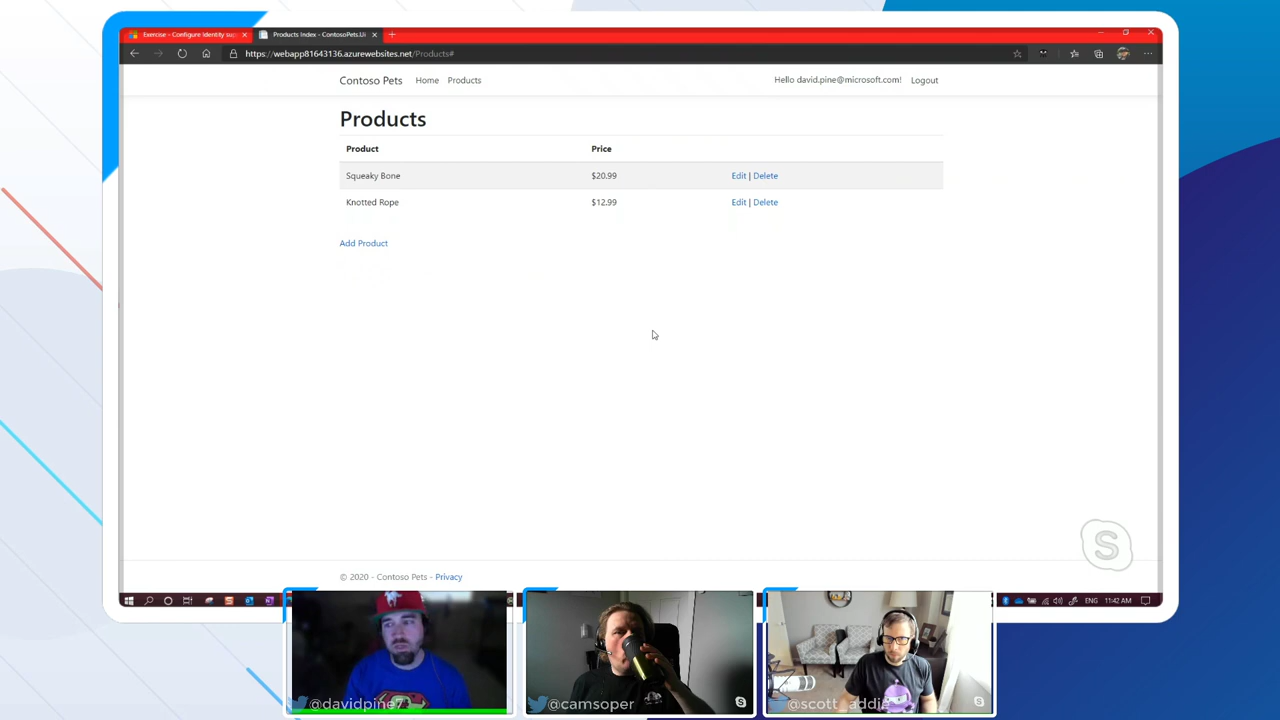 Exercise - Configure Identity sup
Products Index - ContosoPets.Ui
https://webapp81643136.azurewebsites.net/Products#
Contoso Pets
Home
Products
Hello david.pine@microsoft.com!
Logout
Products
Product
Price
Squeaky Bone
$20.99
Edit | Delete
Knotted Rope
$12.99
Edit | Delete
Add Product
© 2020 - Contoso Pets - Privacy
ENG
11:42 AM
@davidpine7
@camsoper
@scott_addie